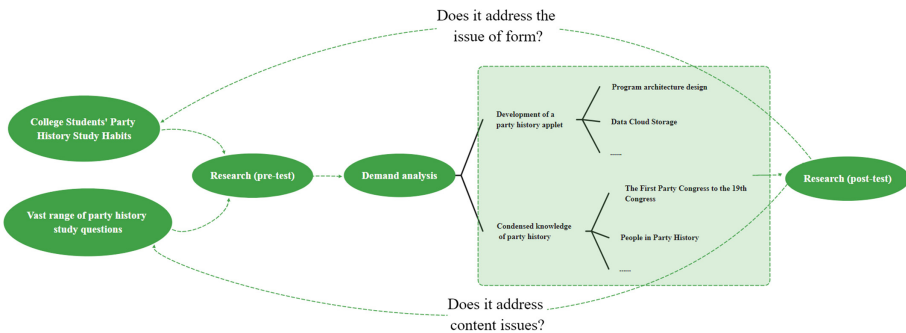 Does it address the
issue of form?
College Students' Party
History Study Habits
Vast range of party history
study questions
Research (pre-test)
Demand analysis
Development of a
party history applet
Program architecture design
Data Cloud Storage
......
Condensed knowledge
of party history
The First Party Congress to the 19th
Congress
People in Party History
......
Research (post-test)
Does it address
content issues?